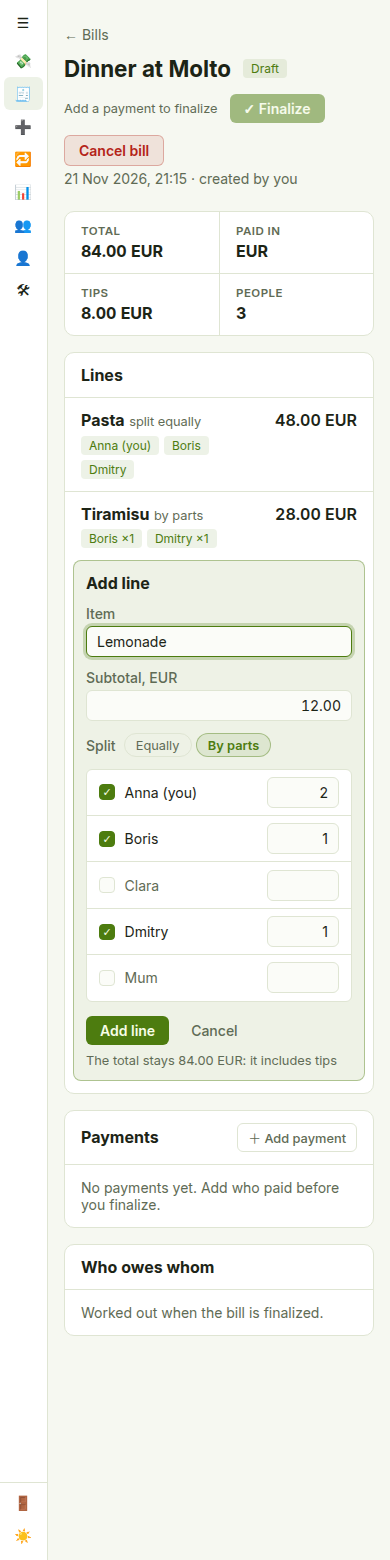 ← Bills
Dinner at Molto Draft
Add a payment to finalize ✓ Finalize
Cancel bill
21 Nov 2026, 21:15 · created by you
TOTAL
84.00 EUR
PAID IN
EUR
TIPS
8.00 EUR
PEOPLE
3
Lines
Pasta split equally 48.00 EUR
Anna (you) Boris
Dmitry
Tiramisu by parts 28.00 EUR
Boris ×1 Dmitry ×1
Add line
Item
Lemonade
Subtotal, EUR
12.00
Split Equally By parts
Anna (you) 2
Boris 1
Clara
Dmitry 1
Mum
Add line Cancel
The total stays 84.00 EUR: it includes tips
Payments + Add payment
No payments yet. Add who paid before
you finalize.
Who owes whom
Worked out when the bill is finalized.